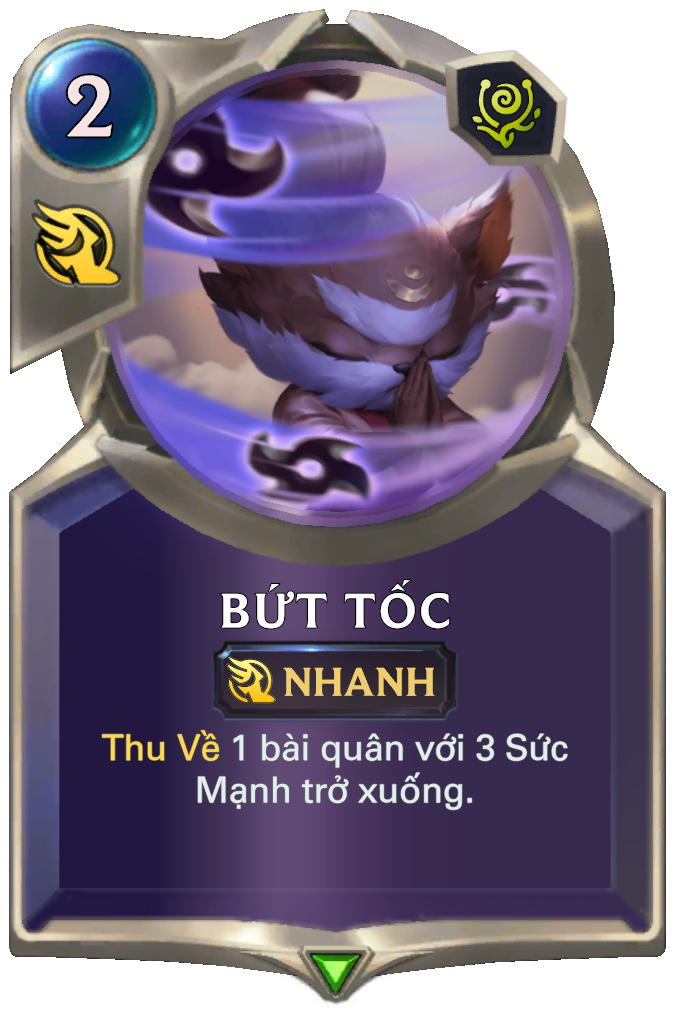 2
BỨT TỐC
NHANH
Thu Về 1 bài quân với 3 Sức
Mạnh trở xuống.